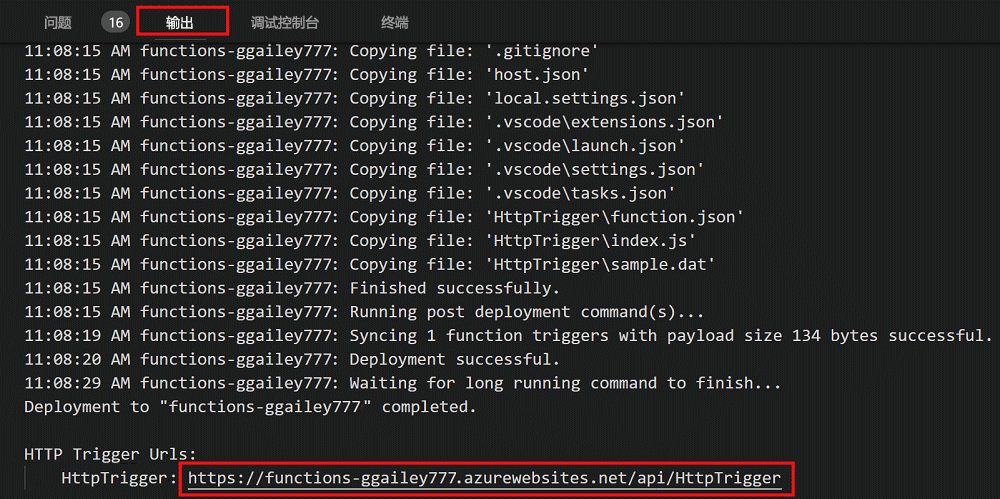 问题 16 输出 调试控制台 终端
11:08:15 AM functions-ggailey777: Copying file: '.gitignore'
11:08:15 AM functions-ggailey777: Copying file: 'host.json'
11:08:15 AM functions-ggailey777: Copying file: 'local.settings.json'
11:08:15 AM functions-ggailey777: Copying file: '.vscode\extensions.json'
11:08:15 AM functions-ggailey777: Copying file: '.vscode\launch.json'
11:08:15 AM functions-ggailey777: Copying file: '.vscode\settings.json'
11:08:15 AM functions-ggailey777: Copying file: '.vscode\tasks.json'
11:08:15 AM functions-ggailey777: Copying file: 'HttpTrigger\function.json'
11:08:15 AM functions-ggailey777: Copying file: 'HttpTrigger\index.js'
11:08:15 AM functions-ggailey777: Copying file: 'HttpTrigger\sample.dat'
11:08:15 AM functions-ggailey777: Finished successfully.
11:08:15 AM functions-ggailey777: Running post deployment command(s)...
11:08:19 AM functions-ggailey777: Syncing 1 function triggers with payload size 134 bytes successful.
11:08:20 AM functions-ggailey777: Deployment successful.
11:08:29 AM functions-ggailey777: Waiting for long running command to finish...
Deployment to "functions-ggailey777" completed.
HTTP Trigger Urls:
HttpTrigger: https://functions-ggailey777.azurewebsites.net/api/HttpTrigger